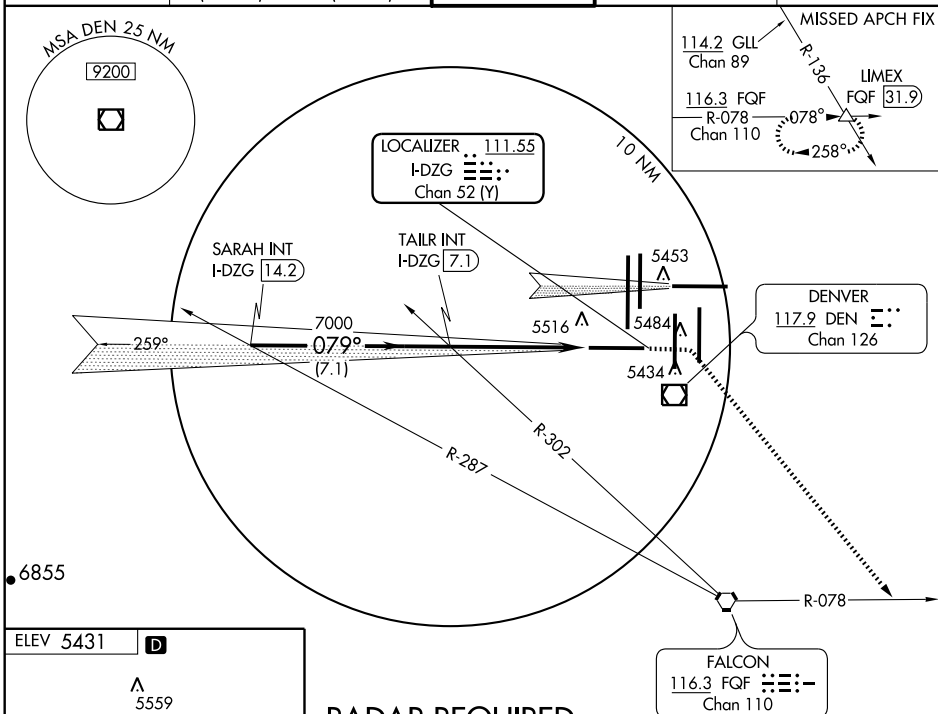 MSA DEN 25 NM
9200
MISSED APCH FIX
114.2 GLL
Chan 89
R-136
LIMEX
FQF 31.9
116.3 FQF
R-078
078°
Chan 110
258°
LOCALIZER 111.55
I-DZG
Chan 52 (Y)
10 NM
SARAH INT
I-DZG 14.2
TAILR INT
I-DZG 7.1
5453
DENVER
117.9 DEN
Chan 126
7000
5516
5484
259°
079°
(7.1)
5434
R-302
R-287
6855
R-078
ELEV 5431 D
5559
FALCON
116.3 FQF
Chan 110
RADAR REQUIRED